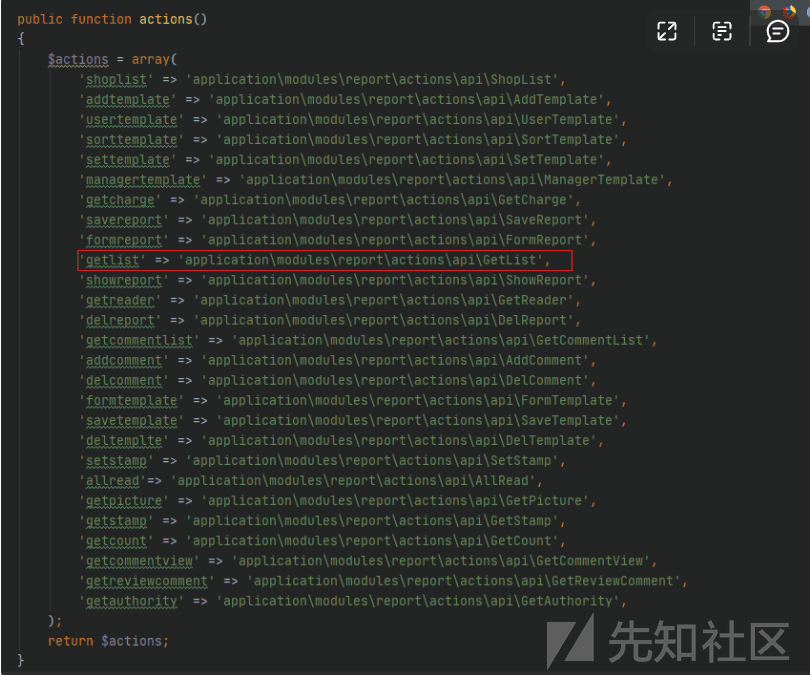 public function actions()
{
$actions = array(
'shoplist' => 'application\modules\report\actions\api\ShopList',
'addtemplate' => 'application\modules\report\actions\api\AddTemplate',
'usertemplate' => 'application\modules\report\actions\api\UserTemplate',
'sorttemplate' => 'application\modules\report\actions\api\SortTemplate',
'settemplate' => 'application\modules\report\actions\api\SetTemplate',
'managertemplate' => 'application\modules\report\actions\api\ManagerTemplate',
'getcharge' => 'application\modules\report\actions\api\GetCharge',
'savereport' => 'application\modules\report\actions\api\SaveReport',
'formreport' => 'application\modules\report\actions\api\FormReport',
'getlist' => 'application\modules\report\actions\api\GetList',
'showreport' => 'application\modules\report\actions\api\ShowReport',
'getreader' => 'application\modules\report\actions\api\GetReader',
'delreport' => 'application\modules\report\actions\api\DelReport',
'getcommentlist' => 'application\modules\report\actions\api\GetCommentList',
'addcomment' => 'application\modules\report\actions\api\AddComment',
'delcomment' => 'application\modules\report\actions\api\DelComment',
'formtemplate' => 'application\modules\report\actions\api\FormTemplate',
'savetemplate' => 'application\modules\report\actions\api\SaveTemplate',
'deltemplte' => 'application\modules\report\actions\api\DelTemplate',
'setstamp' => 'application\modules\report\actions\api\SetStamp',
'allread'=> 'application\modules\report\actions\api\AllRead',
'getpicture' => 'application\modules\report\actions\api\GetPicture',
'getstamp' => 'application\modules\report\actions\api\GetStamp',
'getcount' => 'application\modules\report\actions\api\GetCount',
'getcommentview' => 'application\modules\report\actions\api\GetCommentView',
'getreviewcomment' => 'application\modules\report\actions\api\GetReviewComment',
'getauthority' => 'application\modules\report\actions\api\GetAuthority',
);
return $actions;
}
先知社区